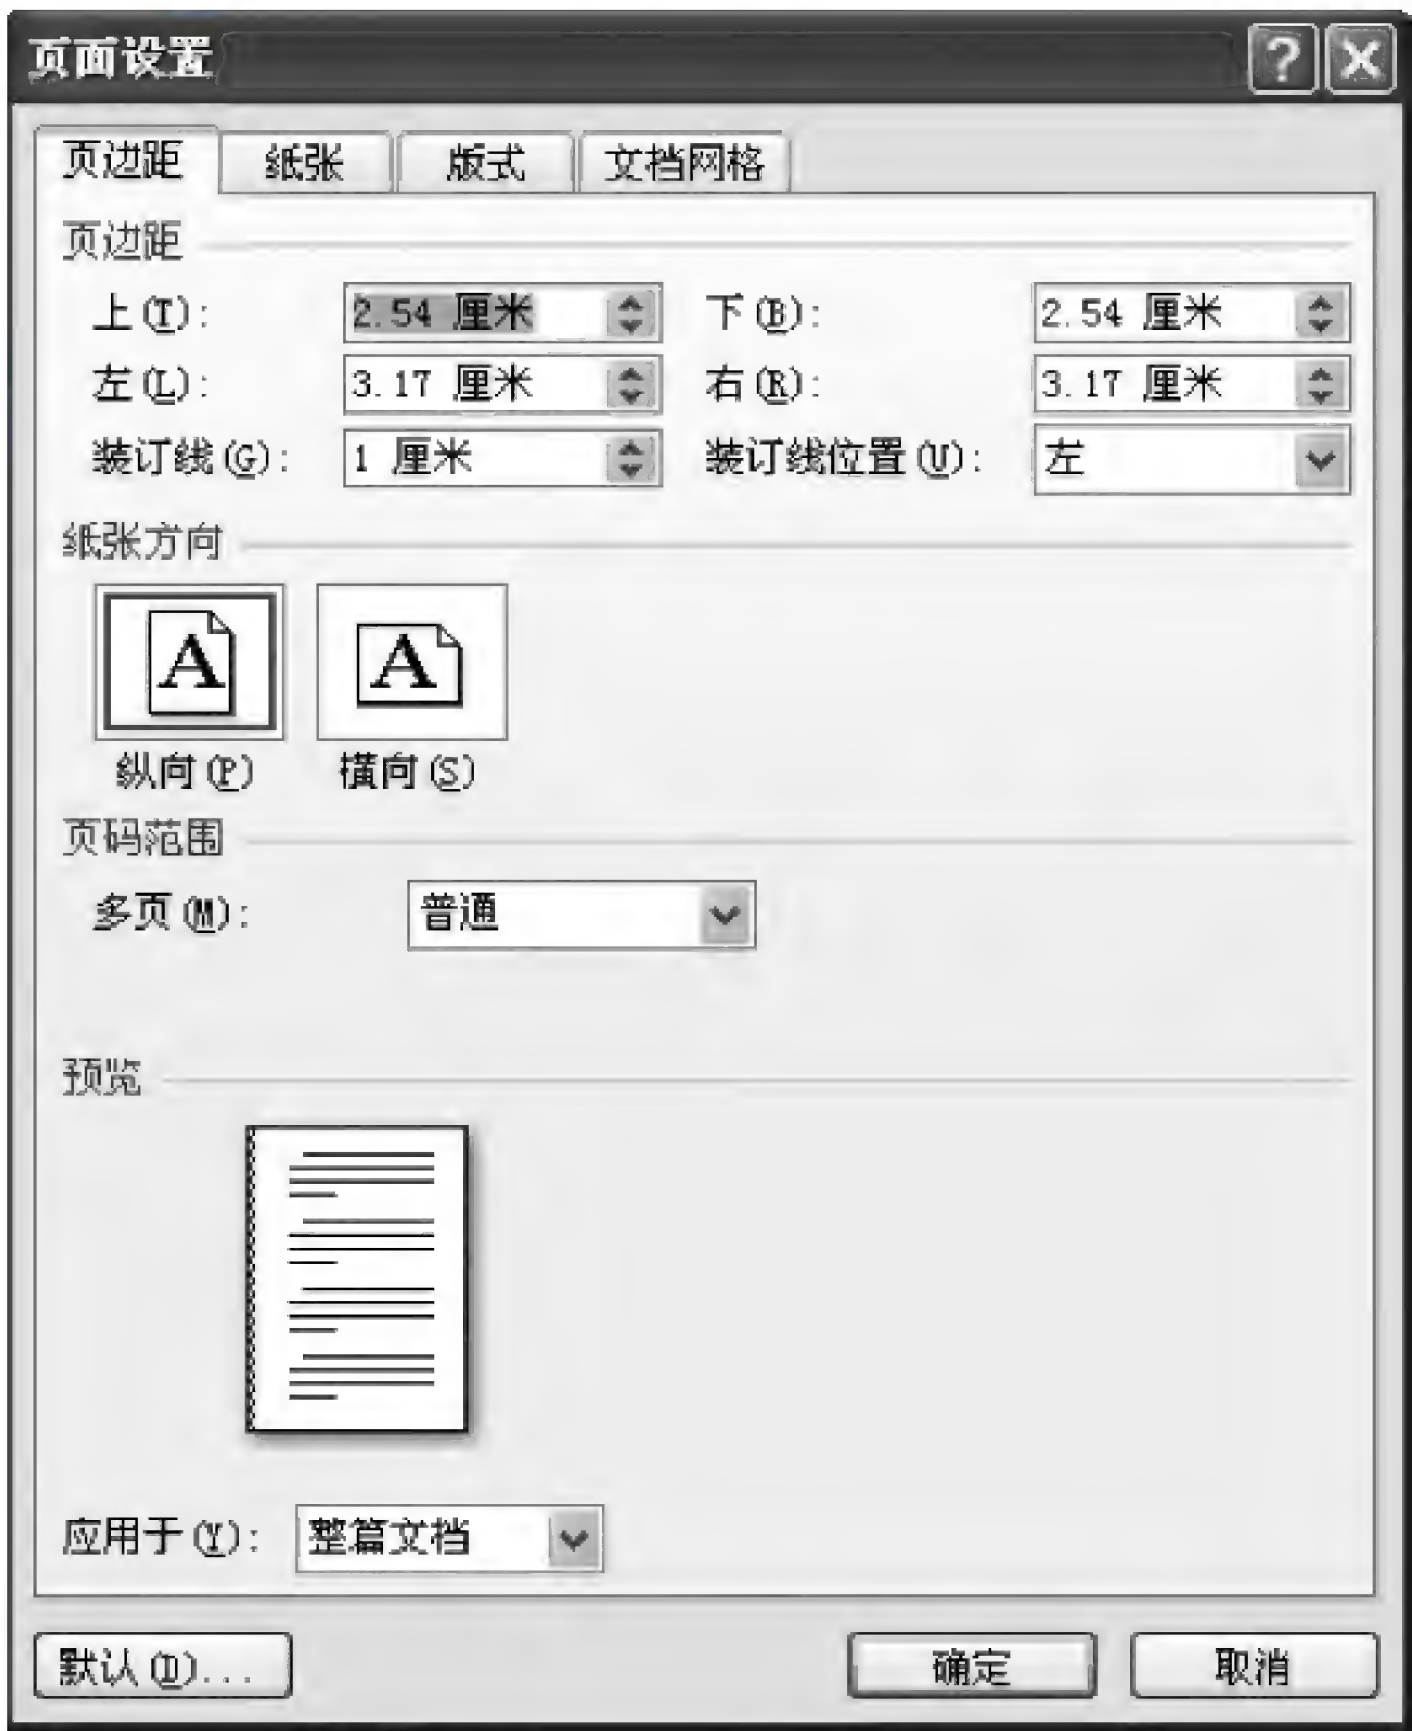 页面设置
页边距 纸张 版式 文档网格
页边距
上(T): 2.54 厘米 下(B): 2.54 厘米
左(L): 3.17 厘米 右(R): 3.17 厘米
装订线(G): 1 厘米 装订线位置(U): 左
纸张方向
A A
纵向(P) 横向(S)
页码范围
多页(M): 普通
预览
应用于(Y): 整篇文档
默认(D)... 确定 取消